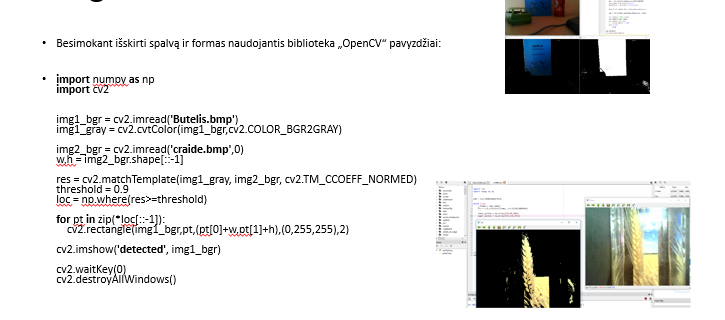 Besimokant išskirti spalvą ir formas naudojantis biblioteka „OpenCV“ pavyzdžiai:
import numpy as np
import cv2
img1_bgr = cv2.imread('Butelis.bmp')
img1_gray = cv2.cvtColor(img1_bgr,cv2.COLOR_BGR2GRAY)
img2_bgr = cv2.imread('craide.bmp',0)
w,h = img2_bgr.shape[::-1]
res = cv2.matchTemplate(img1_gray, img2_bgr, cv2.TM_CCOEFF_NORMED)
threshold = 0.9
loc = np.where(res>=threshold)
for pt in zip(*loc[::-1]):
cv2.rectangle(img1_bgr,pt,(pt[0]+w,pt[1]+h),(0,255,255),2)
cv2.imshow('detected', img1_bgr)
cv2.waitKey(0)
cv2.destroyAllWindows()